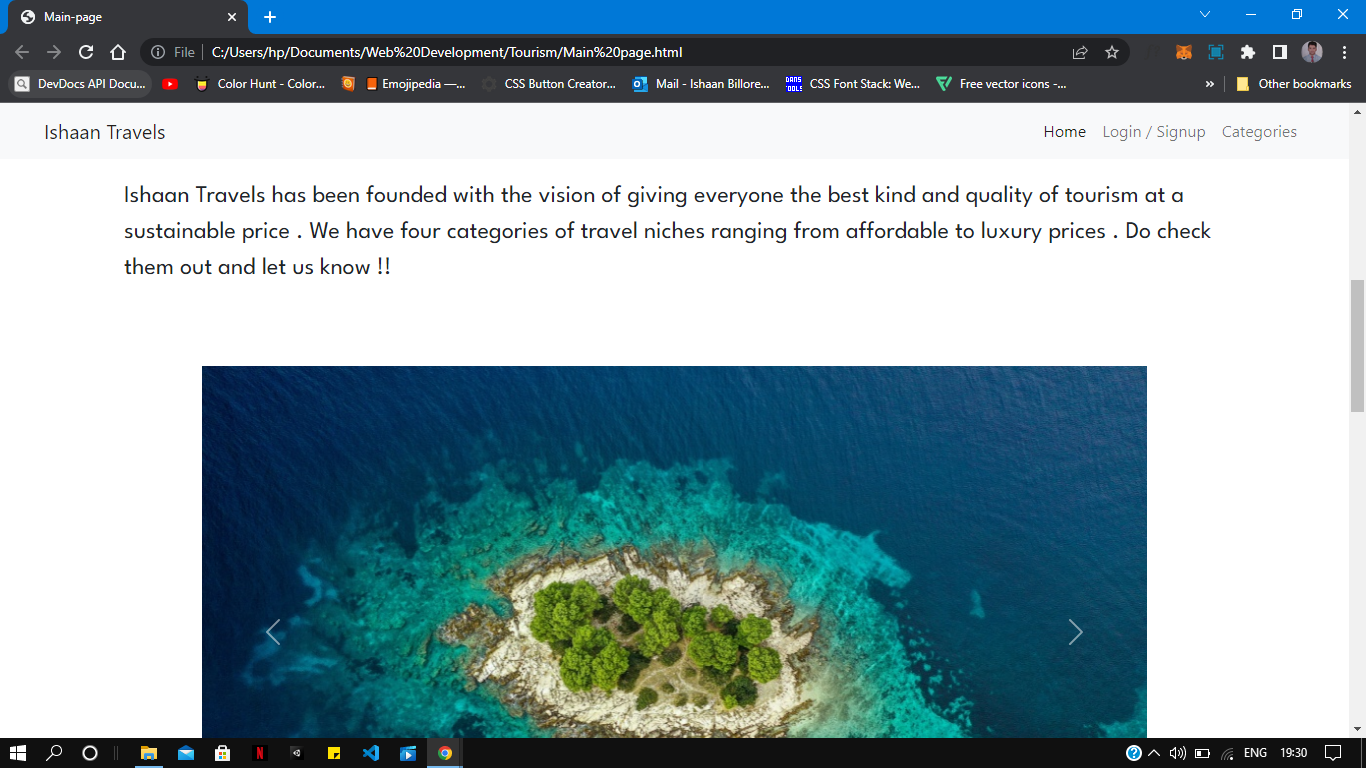 Main-page
File C:/Users/hp/Documents/Web%20Development/Tourism/Main%20page.html
DevDocs API Docu... Color Hunt - Color... Emojipedia —... CSS Button Creator... Mail - Ishaan Billore... DANS TOOLS CSS Font Stack: We... Free vector icons -... » Other bookmarks
Ishaan Travels Home Login / Signup Categories
Ishaan Travels has been founded with the vision of giving everyone the best kind and quality of tourism at a
sustainable price . We have four categories of travel niches ranging from affordable to luxury prices . Do check
them out and let us know !!
N ENG 19:30